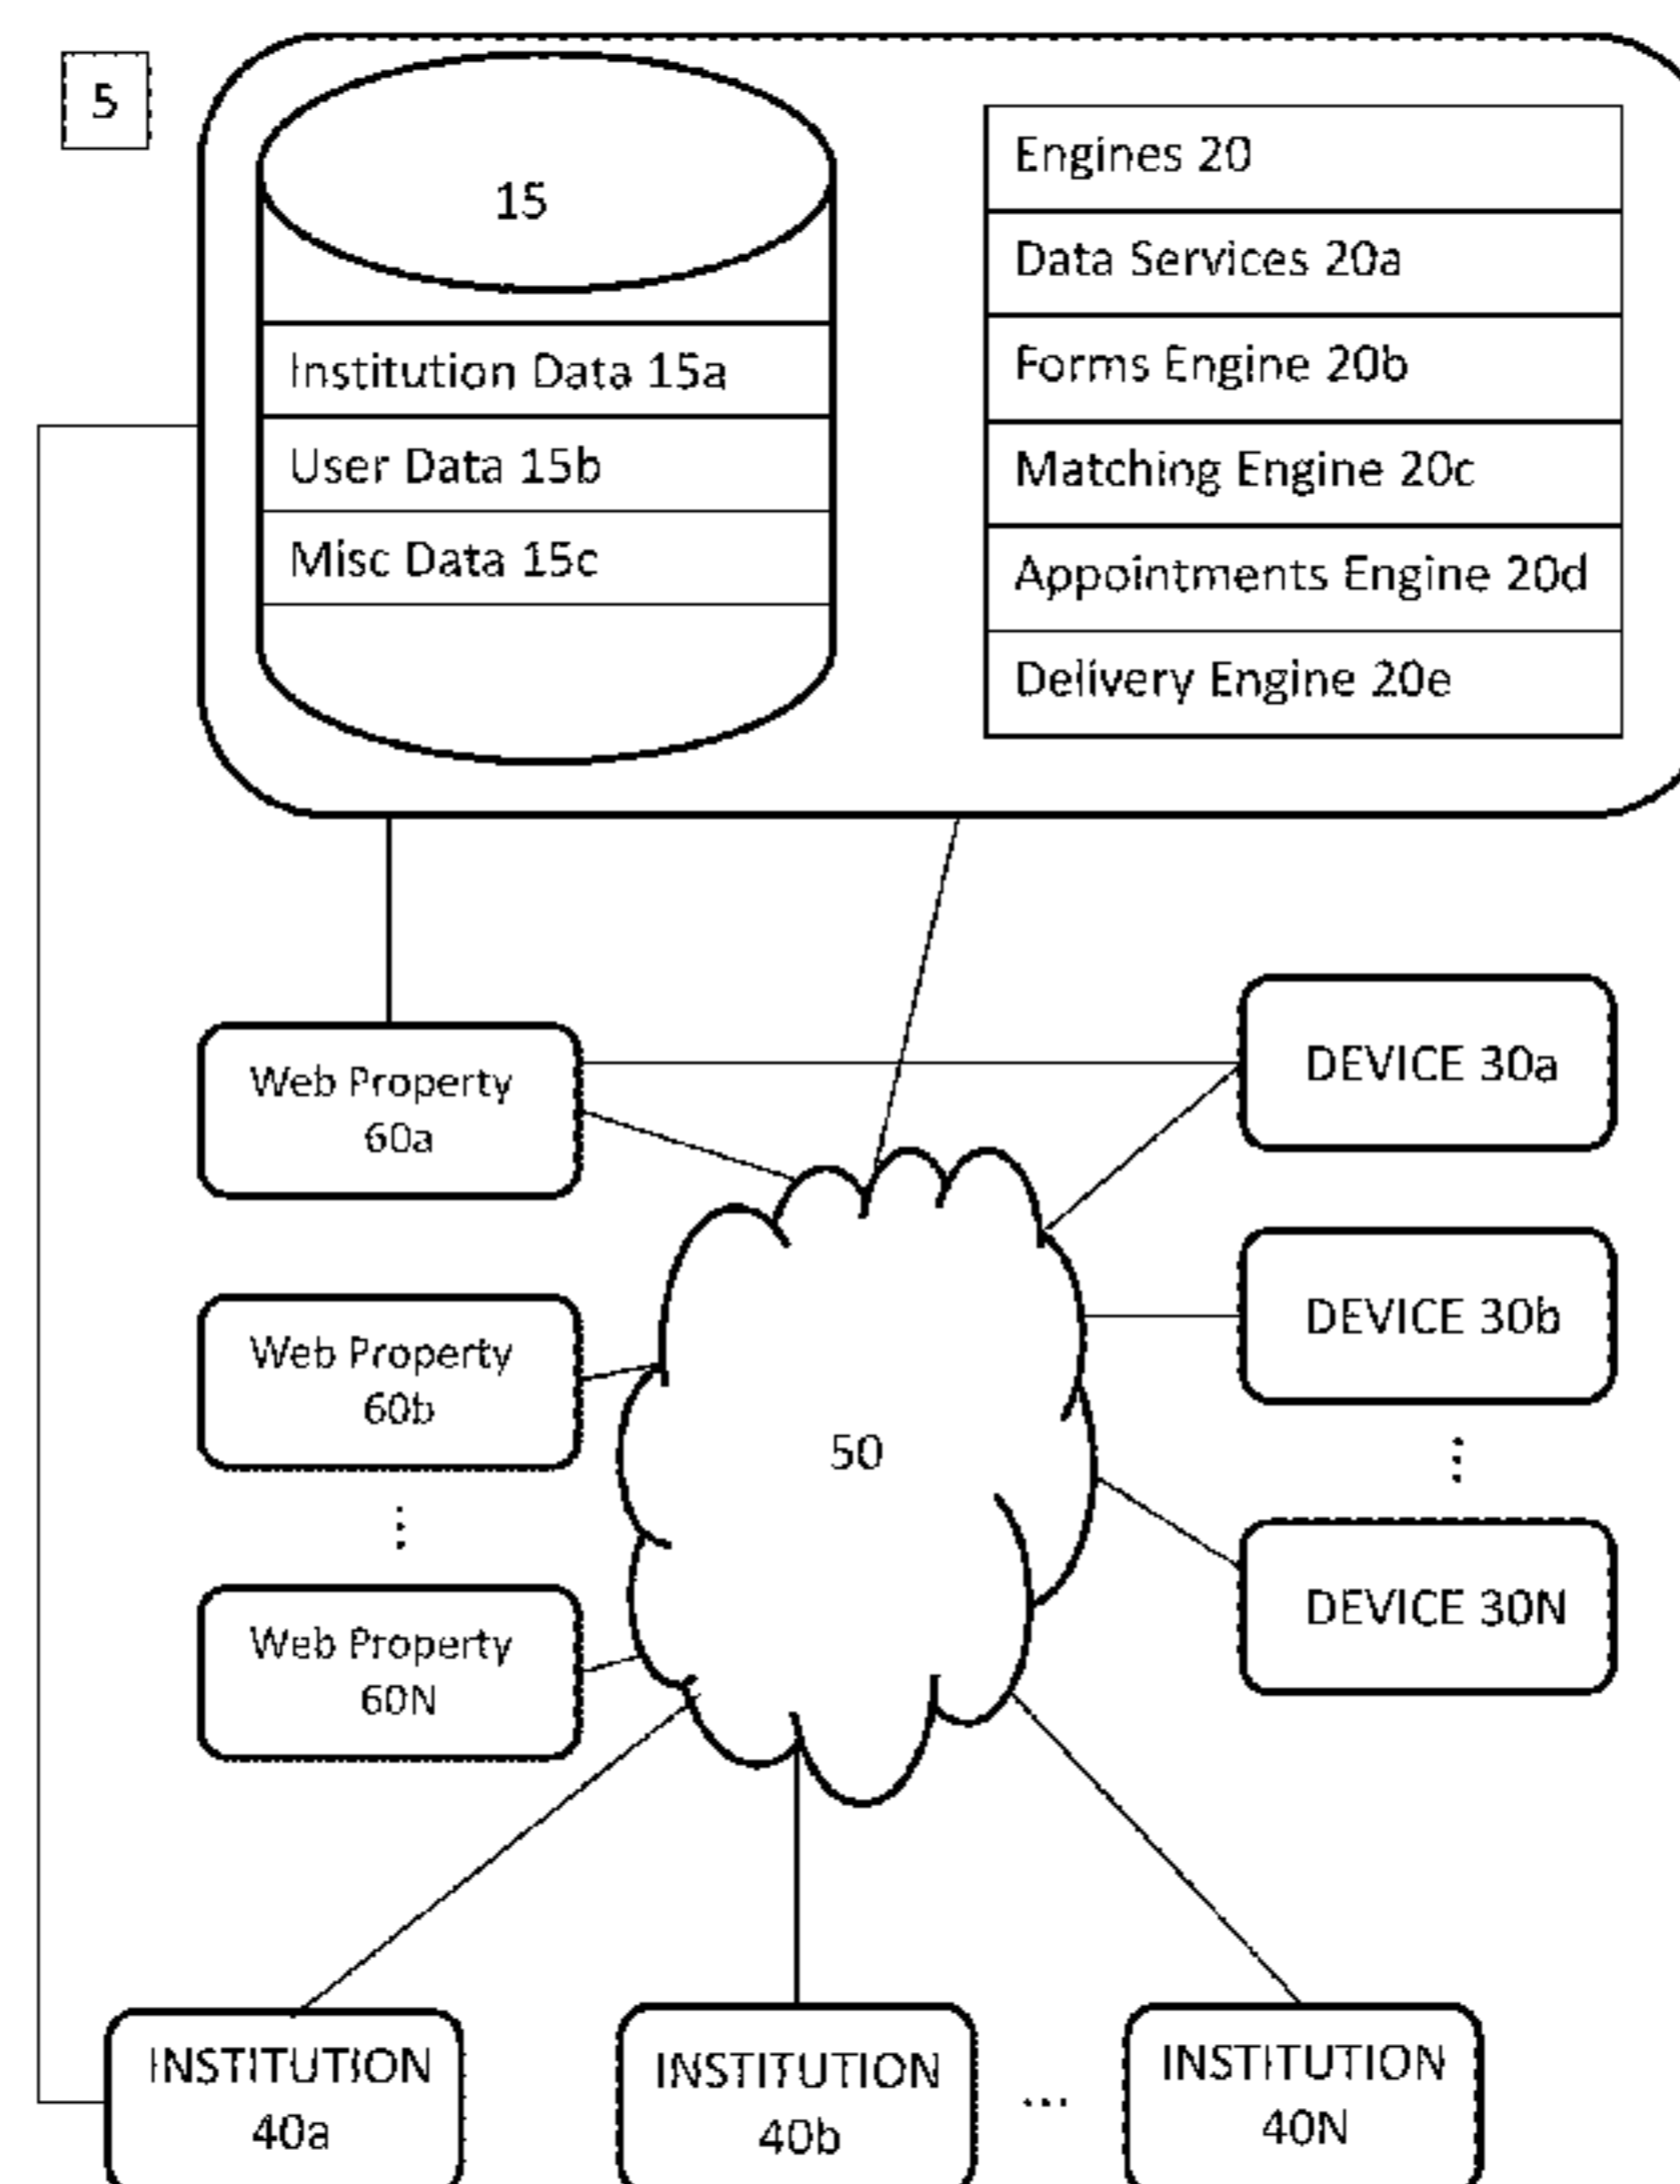 5
15
Institution Data 15a
User Data 15b
Misc Data 15c
Engines 20
Data Services 20a
Forms Engine 20b
Matching Engine 20c
Appointments Engine 20d
Delivery Engine 20e
Web Property
60a
DEVICE 30a
Web Property
60b
DEVICE 30b
⋮
50
⋮
Web Property
60N
DEVICE 30N
INSTITUTION
40a
INSTITUTION
40b
...
INSTITUTION
40N